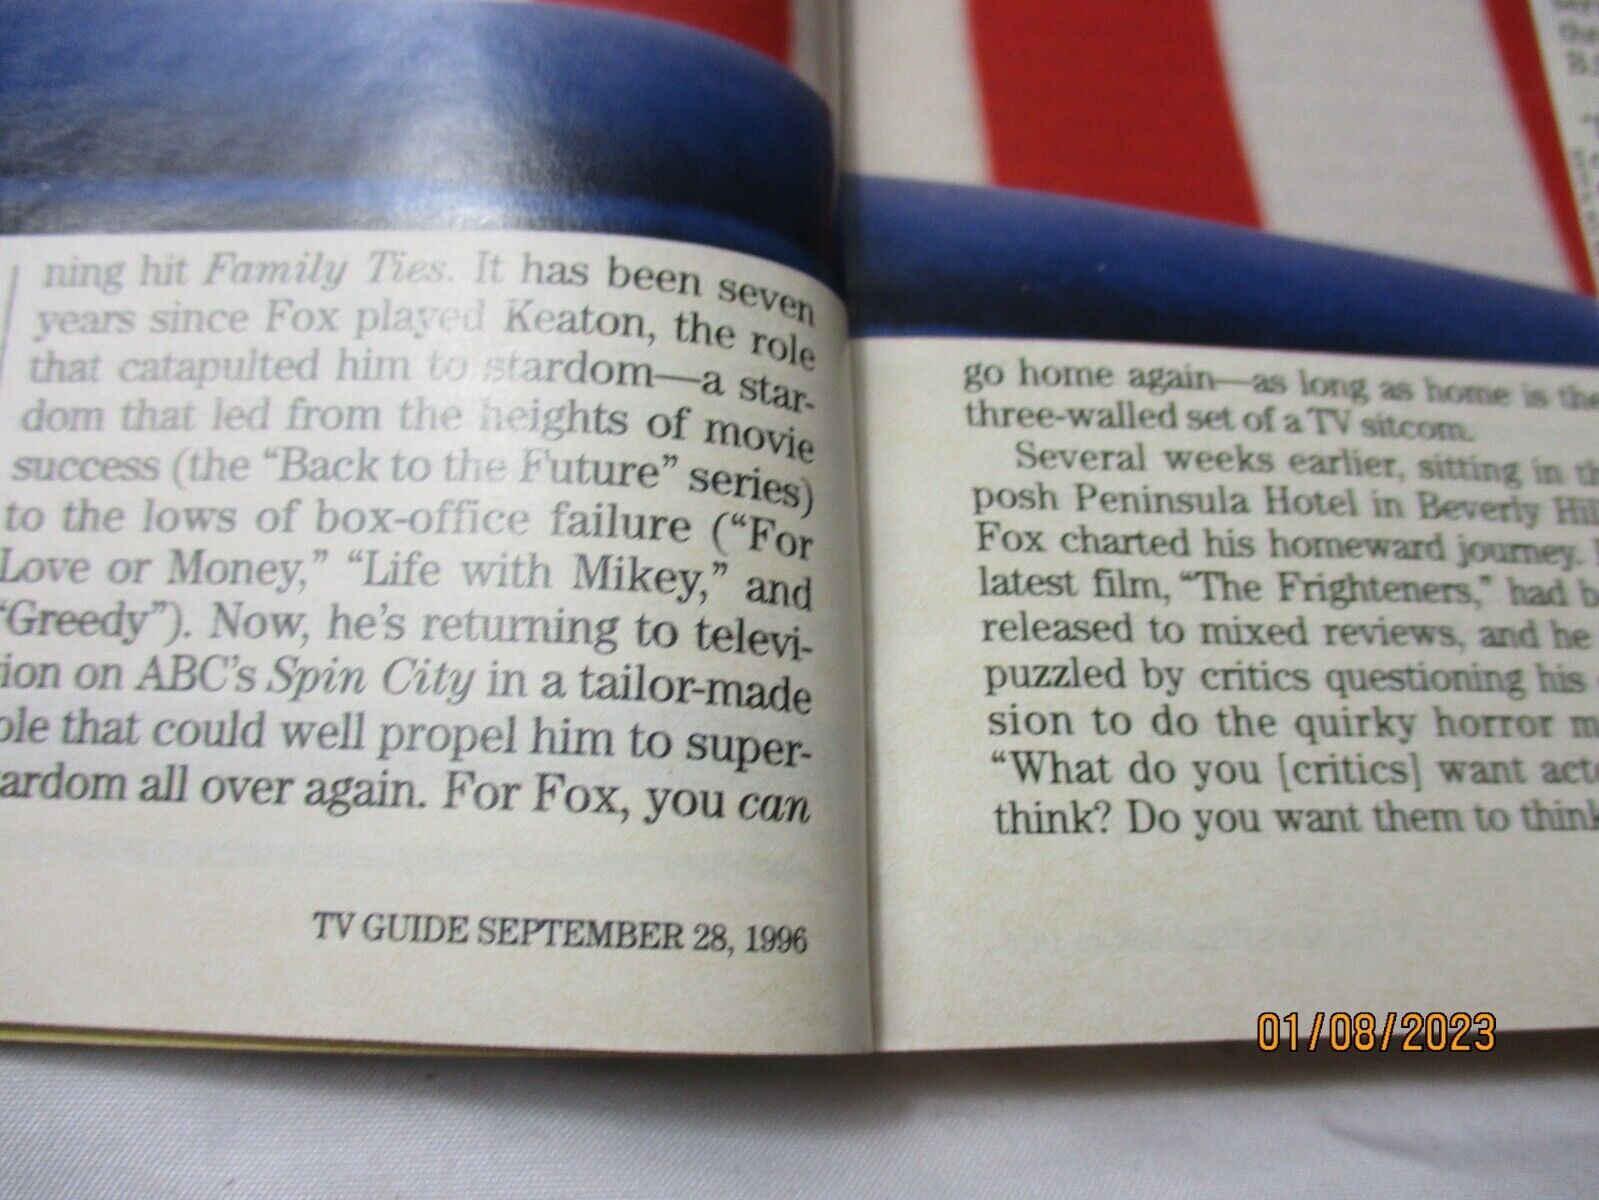 ning hit Family Ties. It has been seven
years since Fox played Keaton, the role
that catapulted him to stardom—a star-
dom that led from the heights of movie
success (the “Back to the Future” series)
to the lows of box-office failure (“For
Love or Money,” “Life with Mikey,” and
“Greedy”). Now, he’s returning to televi-
ion on ABC’s Spin City in a tailor-made
ole that could well propel him to super-
ardom all over again. For Fox, you can
TV GUIDE SEPTEMBER 28, 1996
go home again—as long as home is the
three-walled set of a TV sitcom.
Several weeks earlier, sitting in th
posh Peninsula Hotel in Beverly Hil
Fox charted his homeward journey.
latest film, “The Frighteners,” had b
released to mixed reviews, and he
puzzled by critics questioning his
sion to do the quirky horror m
“What do you [critics] want acto
think? Do you want them to think
01/08/2023